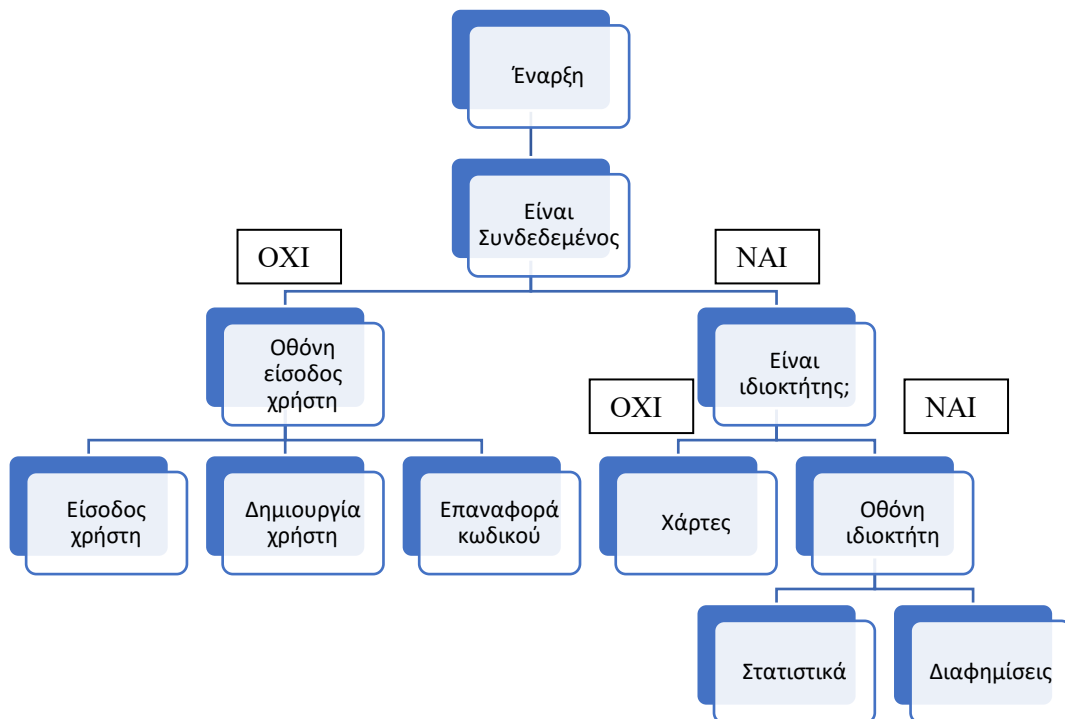 Έναρξη
Είναι
Συνδεδεμένος
ΟΧΙ
ΝΑΙ
Οθόνη
είσοδος
χρήστη
Είναι
ιδιοκτήτης;
ΟΧΙ
ΝΑΙ
Είσοδος
χρήστη
Δημιουργία
χρήστη
Επαναφορά
κωδικού
Χάρτες
Οθόνη
ιδιοκτήτη
Στατιστικά
Διαφημίσεις